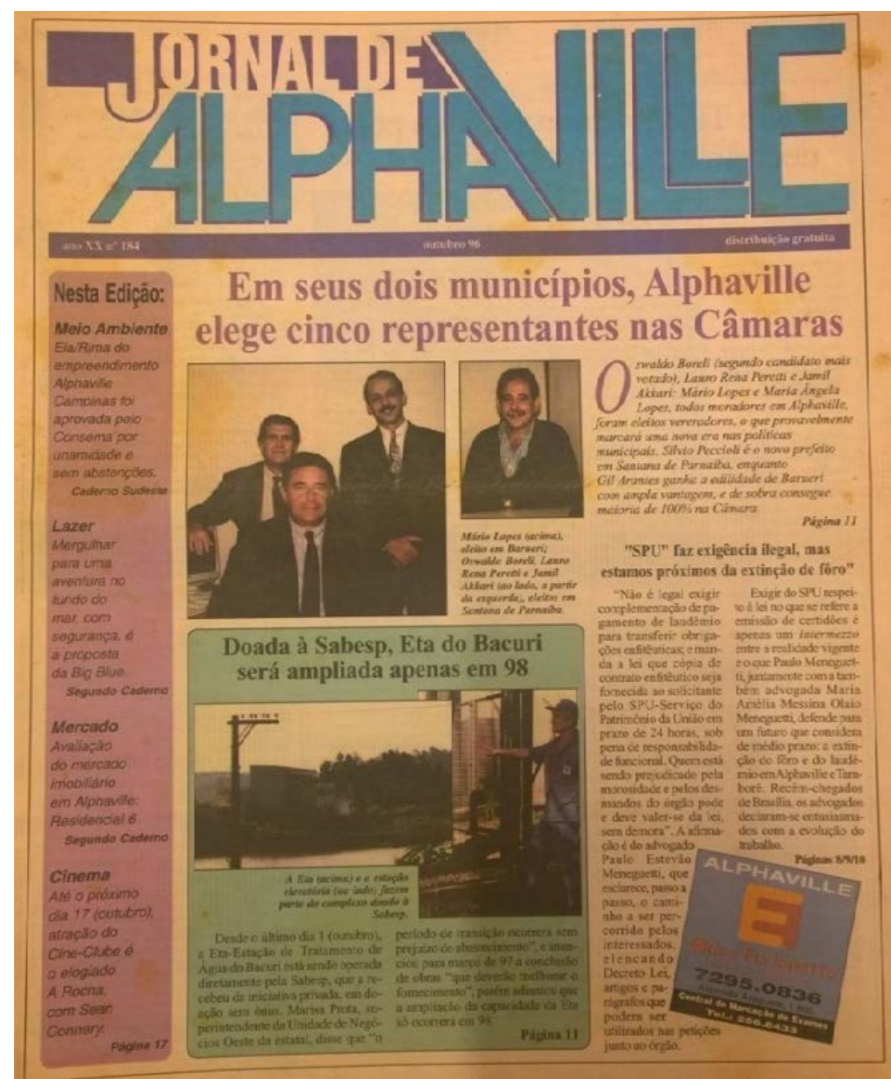 JORNAL DE
ALPHAVILLE
ano XX nº 184
outubro 96
distribuição gratuita
Nesta Edição:
Meio Ambiente
Eia/Rima do
empreendimento
Alphaville
Campinas foi
aprovada pelo
Consema por
unamidade e
sem abstenções.
Caderno Sudeste
Lazer
Mergulhar
para uma
aventura no
fundo do
mar, com
segurança, é
a proposta
da Big Blue.
Segundo Caderno
Mercado
Avaliação
do mercado
imobiliário
em Alphaville:
Residencial 6
Segundo Caderno
Cinema
Até o próximo
dia 17 (outubro),
atração do
Cine-Clube é
o elogiado
A Rocha,
com Sean
Connery.
Página 17
Em seus dois municípios, Alphaville
elege cinco representantes nas Câmaras
Mário Lopes (acima),
eleito em Barueri;
Oswaldo Boreli, Lauro
Rena Peretti e Jamil
Akkari (ao lado, a partir
da esquerda), eleitos em
Santana de Parnaíba.
Oswaldo Boreli (segundo candidato mais
votado), Lauro Rena Peretti e Jamil
Akkari: Mário Lopes e Maria Ângela
Lopes, todos moradores em Alphaville,
foram eleitos vereradores, o que provavelmente
marcará uma nova era nas políticas
municipais. Silvio Peccioli é o novo prefeito
em Santana de Parnaíba, enquanto
Gil Arantes ganha a edilidade de Barueri
com ampla vantagem, e de sobra consegue
maioria de 100% na Câmara
Página 11
Doada à Sabesp, Eta do Bacuri
será ampliada apenas em 98
A Eta (acima) e a estação
elevatória (ao lado) fazem
parte do complexo doado à
Sabesp.
Desde o último dia 1 (outubro),
a Eta-Estação de Tratamento de
Água do Bacuri está sendo operada
diretamente pela Sabesp, que a re-
cebeu da iniciativa privada, em do-
ação sem ônus. Marisa Prota, su-
perintendente da Unidade de Negó-
cios Oeste da estatal, disse que "o
período de transição ocorrerá sem
prejuízo do abastecimento", e anun-
ciou para março de 97 a conclusão
de obras "que deverão melhorar o
fornecimento", porém adiantou que
a ampliação da capacidade da Eta
só ocorrerá em 98
Página 11
"SPU" faz exigência ilegal, mas
estamos próximos da extinção de fôro"
"Não é legal exigir
complementação de pa-
gamento de laudêmio
para transferir obriga-
ções enfitêuticas; e man-
da a lei que cópia de
contrato enfitêutico seja
fornecida ao solicitante
pelo SPU-Serviço do
Patrimônio da União em
prazo de 24 horas, sob
pena de responsabilida-
de funcional. Quem está
sendo prejudicado pela
morosidade e pelos des-
mandos do órgão pode
e deve valer-se da lei,
sem demora". A afirma-
ção é do advogado
Paulo Estevão
Meneguetti, que
esclarece, passo a
passo, o cami-
nho a ser per-
corrido pelos
interessados,
elencando
Decreto Lei,
artigos e pa-
rágrafos que
podera ser
utilizados nas petições
junto ao órgão.
Exigir do SPU respei-
to à lei no que se refere a
emissão de certidões é
apenas um intermezzo
entre a realidade vigente
e o que Paulo Meneguet-
ti, juntamente com a tam-
bém advogada Maria
Amélia Messina Olaio
Meneguetti, defende para
um futuro que considera
de médio prazo: a extin-
ção do fôro e do laudê-
mio em Alphaville e Tam-
boré. Recém-chegados
de Brasília, os advogados
declaram-se entusiasma-
dos com a evolução do
trabalho.
Páginas 8/9/10
ALPHAVILLE
7295.0836
Central de Marcação de Exames
Tel.: 256.6433